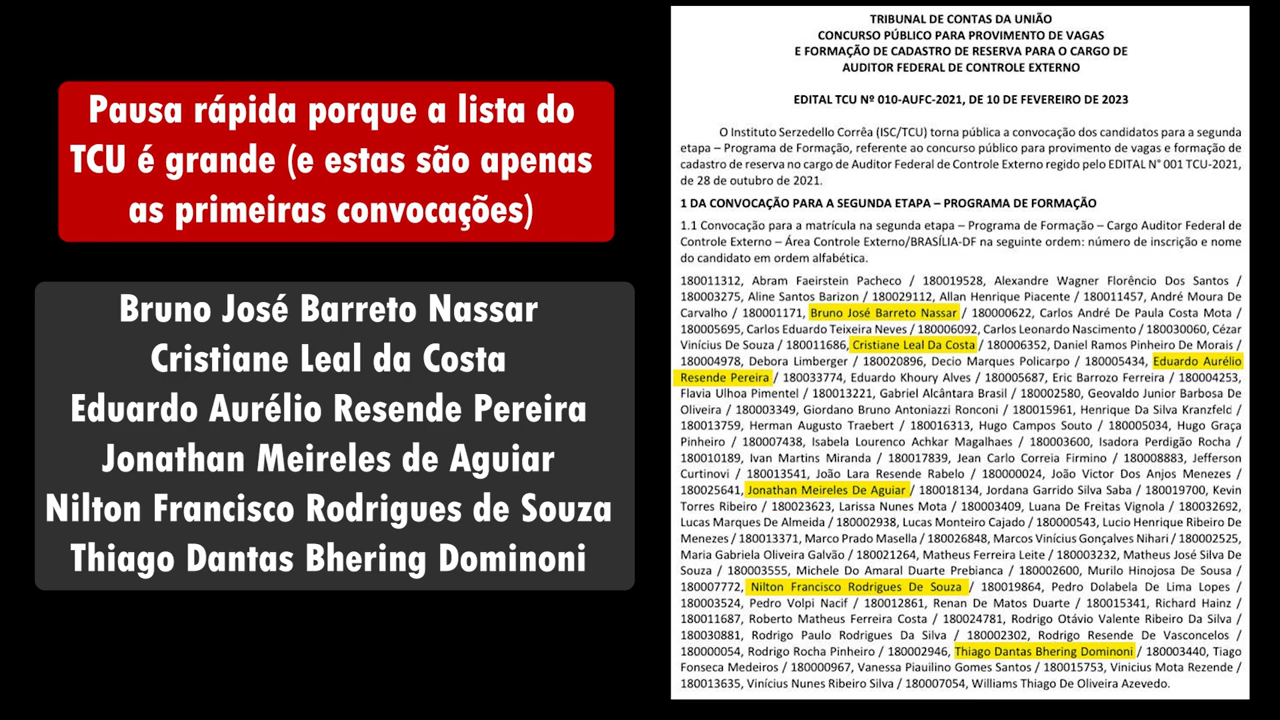 Pausa rápida porque a lista do
TCU é grande (e estas são apenas
as primeiras convocações)
Bruno José Barreto Nassar
Cristiane Leal da Costa
Eduardo Aurélio Resende Pereira
Jonathan Meireles de Aguiar
Nilton Francisco Rodrigues de Souza
Thiago Dantas Bhering Dominoni
TRIBUNAL DE CONTAS DA UNIÃO
CONCURSO PÚBLICO PARA PROVIMENTO DE VAGAS
E FORMAÇÃO DE CADASTRO DE RESERVA PARA O CARGO DE
AUDITOR FEDERAL DE CONTROLE EXTERNO
EDITAL TCU Nº 010-AUFC-2021, DE 10 DE FEVEREIRO DE 2023
O Instituto Serzedello Corrêa (ISC/TCU) torna pública a convocação dos candidatos para a segunda
etapa – Programa de Formação, referente ao concurso público para provimento de vagas e formação de
cadastro de reserva no cargo de Auditor Federal de Controle Externo regido pelo EDITAL N° 001 TCU-2021,
de 28 de outubro de 2021.
1 DA CONVOCAÇÃO PARA A SEGUNDA ETAPA – PROGRAMA DE FORMAÇÃO
1.1 Convocação para a matrícula na segunda etapa – Programa de Formação – Cargo Auditor Federal de
Controle Externo – Área Controle Externo/BRASÍLIA-DF na seguinte ordem: número de inscrição e nome
do candidato em ordem alfabética.
180011312, Abram Faeirstein Pacheco / 180019528, Alexandre Wagner Florêncio Dos Santos /
180003275, Aline Santos Barizon / 180029112, Allan Henrique Piacente / 180011457, André Moura De
Carvalho / 180001171, Bruno José Barreto Nassar / 180000622, Carlos André De Paula Costa Mota /
180005695, Carlos Eduardo Teixeira Neves / 180006092, Carlos Leonardo Nascimento / 180030060, Cézar
Vinícius De Souza / 180011686, Cristiane Leal Da Costa / 180006352, Daniel Ramos Pinheiro De Morais /
180004978, Debora Limberger / 180020896, Decio Marques Policarpo / 180005434, Eduardo Aurélio
Resende Pereira / 180033774, Eduardo Khoury Alves / 180005687, Eric Barrozo Ferreira / 180004253,
Flavia Ulhoa Pimentel / 180013221, Gabriel Alcântara Brasil / 180002580, Geovaldo Junior Barbosa De
Oliveira / 180003349, Giordano Bruno Antoniazzi Ronconi / 180015961, Henrique Da Silva Kranzfeld /
180013759, Herman Augusto Traebert / 180016313, Hugo Campos Souto / 180005034, Hugo Graça
Pinheiro / 180007438, Isabela Lourenco Achkar Magalhaes / 180003600, Isadora Perdigão Rocha /
180010189, Ivan Martins Miranda / 180017839, Jean Carlo Correia Firmino / 180008883, Jefferson
Curtinovi / 180013541, João Lara Resende Rabelo / 180000024, João Victor Dos Anjos Menezes /
180025641, Jonathan Meireles De Aguiar / 180018134, Jordana Garrido Silva Saba / 180019700, Kevin
Torres Ribeiro / 180023623, Larissa Nunes Mota / 180003409, Luana De Freitas Vignola / 180032692,
Lucas Marques De Almeida / 180002938, Lucas Monteiro Cajado / 180000543, Lucio Henrique Ribeiro De
Menezes / 180013371, Marco Prado Masella / 180026848, Marcos Vinícius Gonçalves Nihari / 180002525,
Maria Gabriela Oliveira Galvão / 180021264, Matheus Ferreira Leite / 180003232, Matheus José Silva De
Souza / 180003555, Michele Do Amaral Duarte Prebianca / 180002600, Murilo Hinojosa De Sousa /
180007772, Nilton Francisco Rodrigues De Souza / 180019864, Pedro Dolabela De Lima Lopes /
180003524, Pedro Volpi Nacif / 180012861, Renan De Matos Duarte / 180015341, Richard Hainz /
180011687, Roberto Matheus Ferreira Costa / 180024781, Rodrigo Otávio Valente Ribeiro Da Silva /
180030881, Rodrigo Paulo Rodrigues Da Silva / 180002302, Rodrigo Resende De Vasconcelos /
180000054, Rodrigo Rocha Pinheiro / 180002946, Thiago Dantas Bhering Dominoni / 180003440, Tiago
Fonseca Medeiros / 180000967, Vanessa Piauilino Gomes Santos / 180015753, Vinicius Mota Rezende /
180013635, Vinícius Nunes Ribeiro Silva / 180007054, Williams Thiago De Oliveira Azevedo.